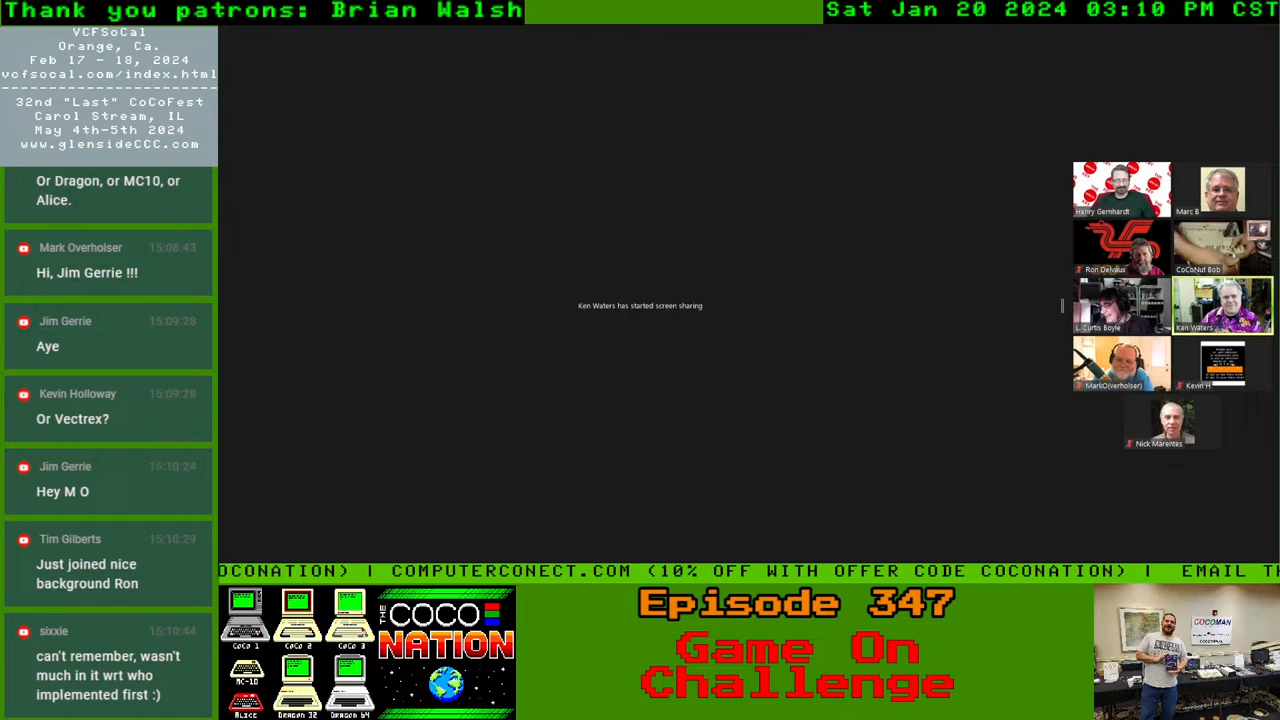 Thank you patrons: Brian Walsh
Sat Jan 20 2024 03:10 PM CST
VCFSoCal
Orange, Ca.
Feb 17 - 18, 2024
vcfsocal.com/index.html
32nd "Last" CoCoFest
Carol Stream, IL
May 4th-5th 2024
www.glensideCCC.com
Or Dragon, or MC10, or
Alice.
Mark Overholser 15:08:43
Hi, Jim Gerrie !!!
Jim Gerrie 15:09:28
Aye
Kevin Holloway 15:09:28
Or Vectrex?
Jim Gerrie 15:10:24
Hey M O
Tim Gilberts 15:10:29
Just joined nice
background Ron
sixxie 15:10:44
can't remember, wasn't
much in it wrt who
implemented first :)
Ken Waters has started screen sharing
Henry Gernhardt
Marc B
Ron Delvaux
CoCoNut Bob
L. Curtis Boyle
Ken Waters
MarkO(verholser)
Kevin H
Nick Marentes
OCONATION) | COMPUTERCONECT.COM (10% OFF WITH OFFER CODE COCONATION) | EMAIL TH
CoCo 1
CoCo 2
CoCo 3
MC-10
ALICE
DRAGON 32
DRAGON 64
THE COCO
NATION
Episode 347
Game On
Challenge
COCOMAN